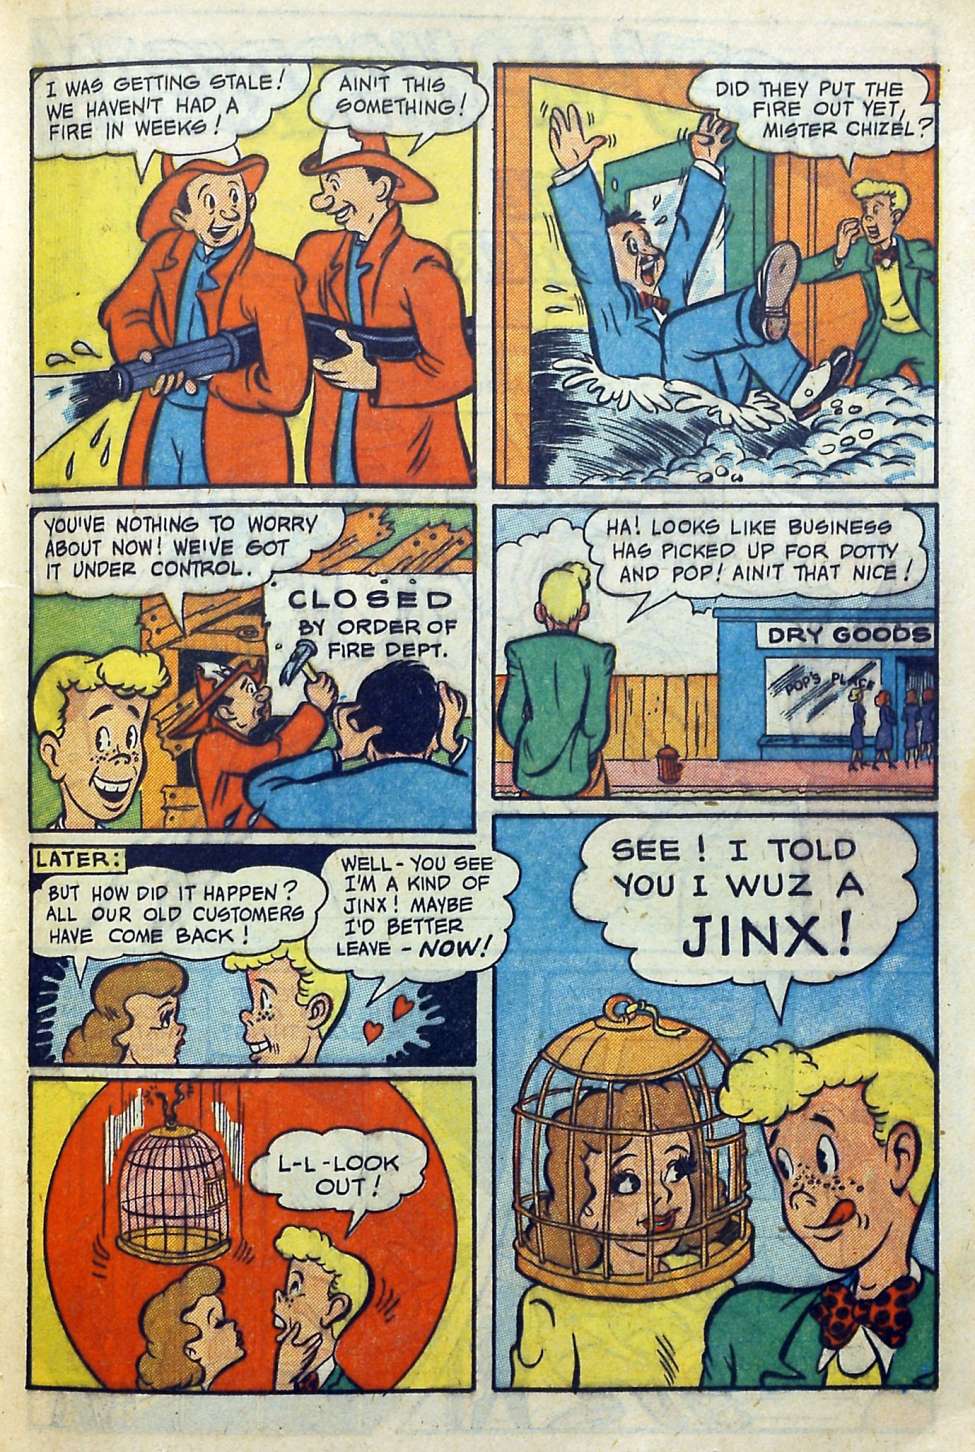 I WAS GETTING STALE!
WE HAVEN'T HAD A
FIRE IN WEEKS!
AIN'T THIS
SOMETHING!
DID THEY PUT THE
FIRE OUT YET,
MISTER CHIZEL?
YOU'VE NOTHING TO WORRY
ABOUT NOW! WE'VE GOT
IT UNDER CONTROL.
CLOSED
BY ORDER OF
FIRE DEPT.
HA! LOOKS LIKE BUSINESS
HAS PICKED UP FOR DOTTY
AND POP! AIN'T THAT NICE!
DRY GOODS
POP'S PLACE
LATER:
BUT HOW DID IT HAPPEN?
ALL OUR OLD CUSTOMERS
HAVE COME BACK!
WELL-YOU SEE
I'M A KIND OF
JINX! MAYBE
I'D BETTER
LEAVE - NOW!
L-L-LOOK
OUT!
SEE! I TOLD
YOU I WUZ A
JINX!